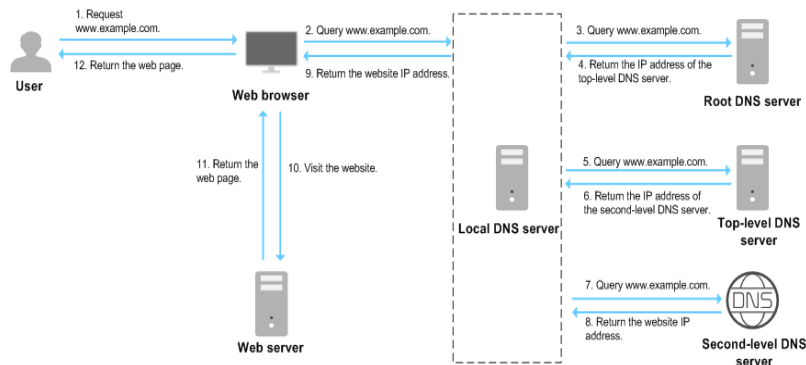 1. Request
www.example.com.
12. Return the web page.
User
Web browser
2. Query www.example.com.
9. Return the website IP address.
3. Query www.example.com.
4. Return the IP address of the
top-level DNS server.
Root DNS server
11. Return the
web page.
10. Visit the website.
Local DNS server
5. Query www.example.com.
6. Return the IP address of
the second-level DNS server.
Top-level DNS
server
Web server
7. Query www.example.com.
8. Return the website IP
address.
DNS
Second-level DNS
server